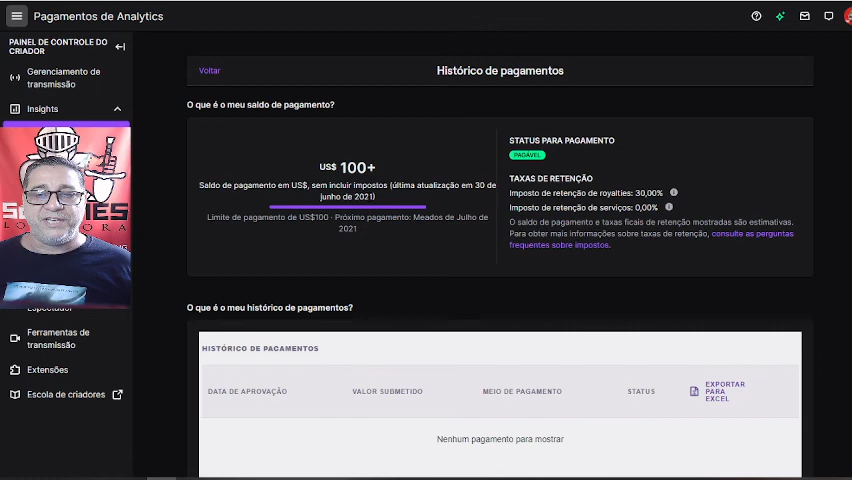 Pagamentos de Analytics
PAINEL DE CONTROLE DO
CRIADOR
Gerenciamento de
transmissão
Insights
Espectador
Ferramentas de
transmissão
Extensões
Escola de criadores
Voltar
Histórico de pagamentos
O que é o meu saldo de pagamento?
US$ 100+
Saldo de pagamento em US$, sem incluir impostos (última atualização em 30 de
junho de 2021)
Limite de pagamento de US$100 · Próximo pagamento: Meados de Julho de
2021
STATUS PARA PAGAMENTO
PAGÁVEL
TAXAS DE RETENÇÃO
Imposto de retenção de royalties: 30,00%
Imposto de retenção de serviços: 0,00%
O saldo de pagamento e taxas ficais de retenção mostradas são estimativas.
Para obter mais informações sobre taxas de retenção, consulte as perguntas
frequentes sobre impostos.
O que é o meu histórico de pagamentos?
HISTÓRICO DE PAGAMENTOS
DATA DE APROVAÇÃO
VALOR SUBMETIDO
MEIO DE PAGAMENTO
STATUS
EXPORTAR
PARA
EXCEL
Nenhum pagamento para mostrar